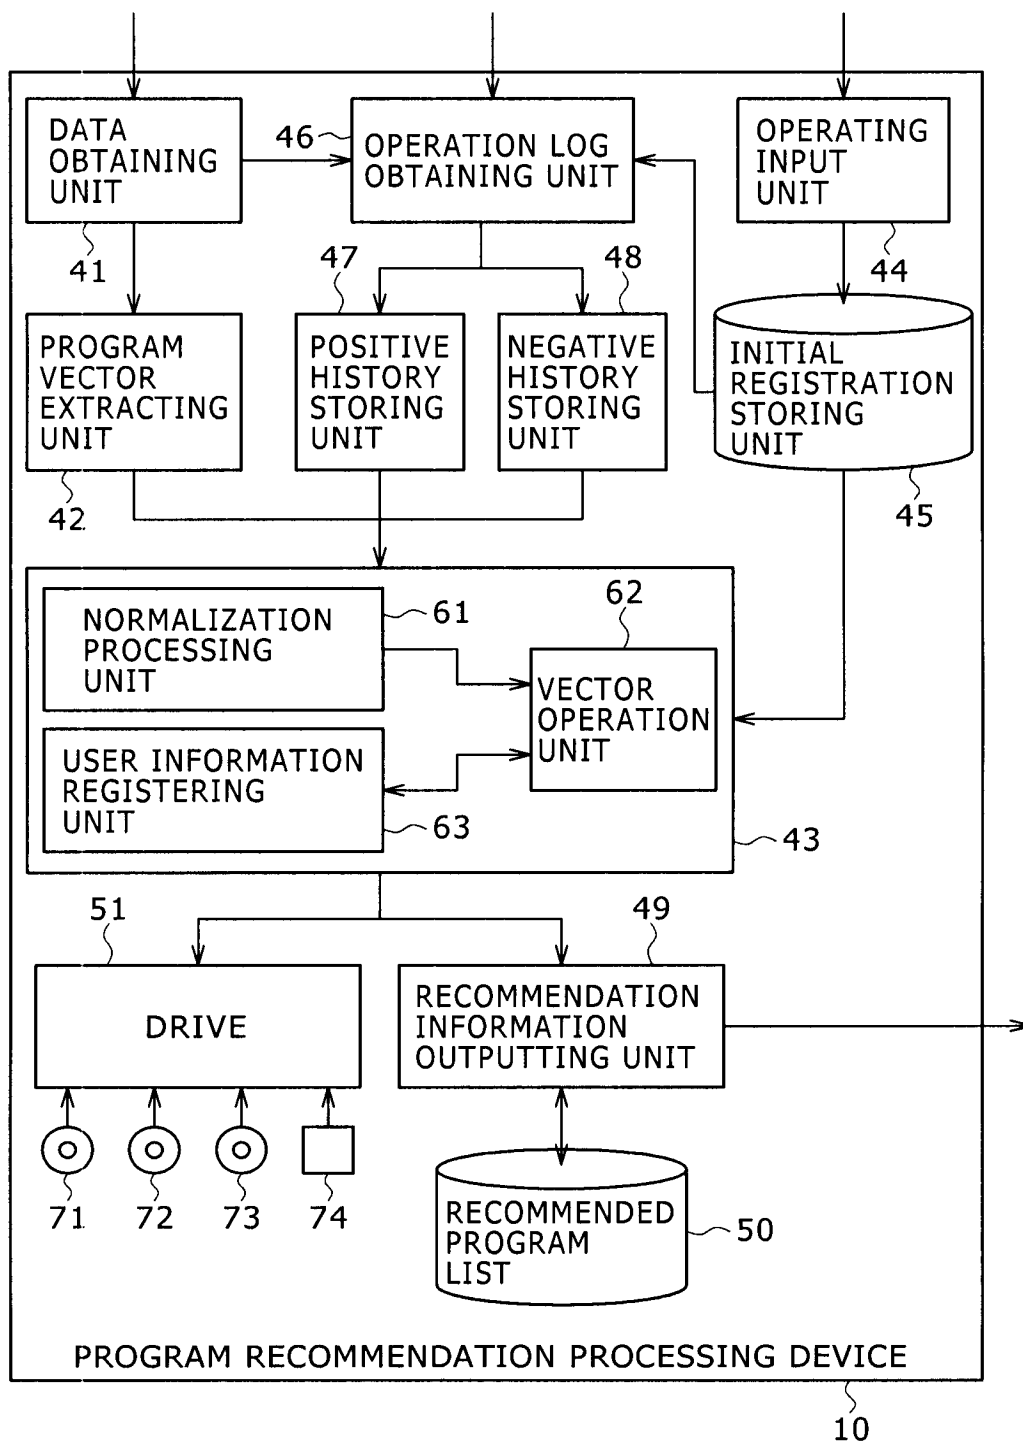 DATA
OBTAINING
UNIT
46
OPERATION LOG
OBTAINING UNIT
OPERATING
INPUT
UNIT
41
47
48
44
PROGRAM
VECTOR
EXTRACTING
UNIT
POSITIVE
HISTORY
STORING
UNIT
NEGATIVE
HISTORY
STORING
UNIT
INITIAL
REGISTRATION
STORING
UNIT
42
45
NORMALIZATION
PROCESSING
UNIT
61
62
VECTOR
OPERATION
UNIT
USER INFORMATION
REGISTERING
UNIT
63
43
51
49
DRIVE
RECOMMENDATION
INFORMATION
OUTPUTTING UNIT
71
72
73
74
RECOMMENDED
PROGRAM
LIST
50
PROGRAM RECOMMENDATION PROCESSING DEVICE
10